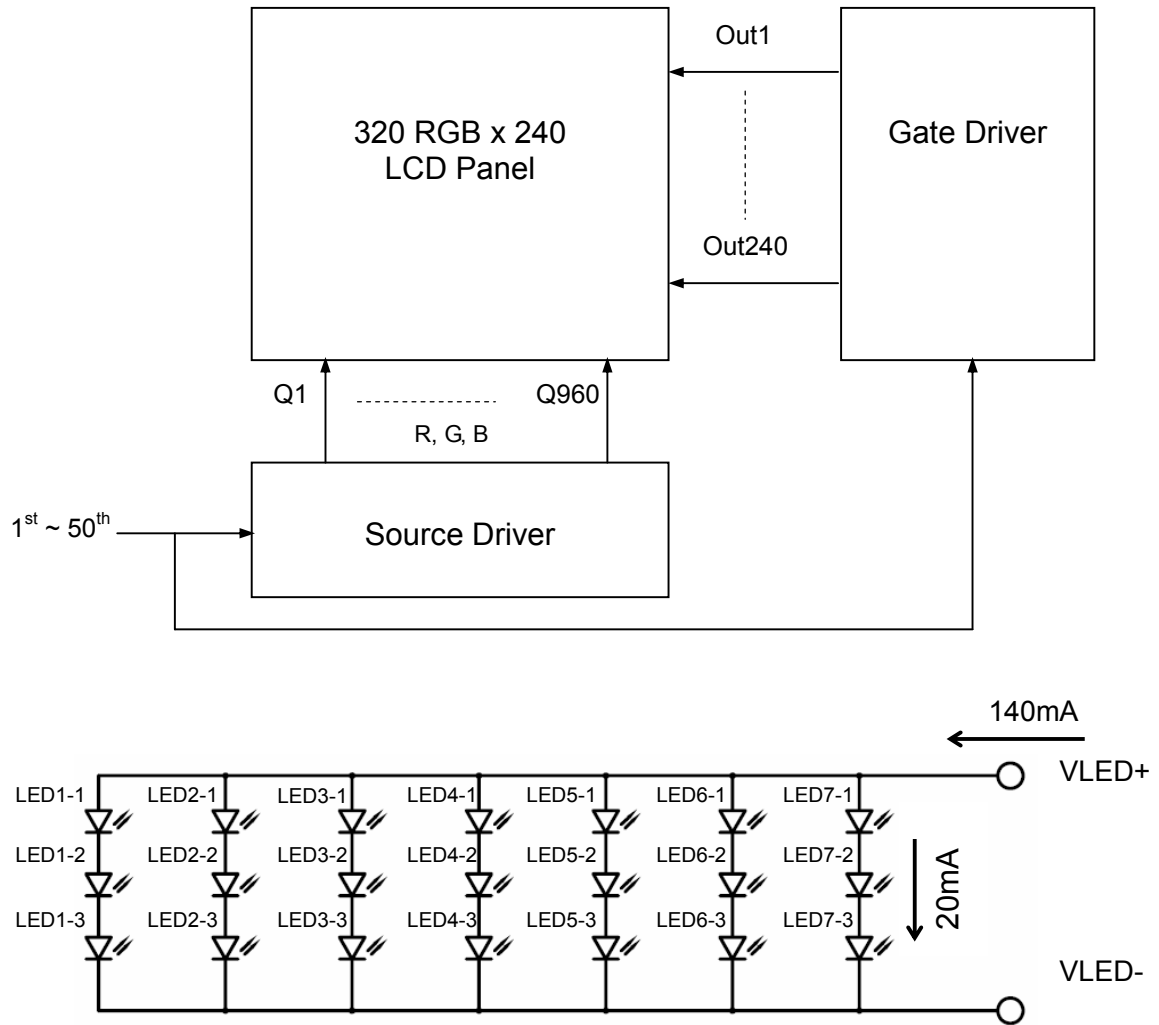 Out1
320 RGB x 240
LCD Panel
Gate Driver
Out240
Q1
Q960
R, G, B
1st ~ 50th
Source Driver
140mA
VLED+
LED1-1 LED2-1 LED3-1 LED4-1 LED5-1 LED6-1 LED7-1
LED1-2 LED2-2 LED3-2 LED4-2 LED5-2 LED6-2 LED7-2
20mA
LED1-3 LED2-3 LED3-3 LED4-3 LED5-3 LED6-3 LED7-3
VLED-